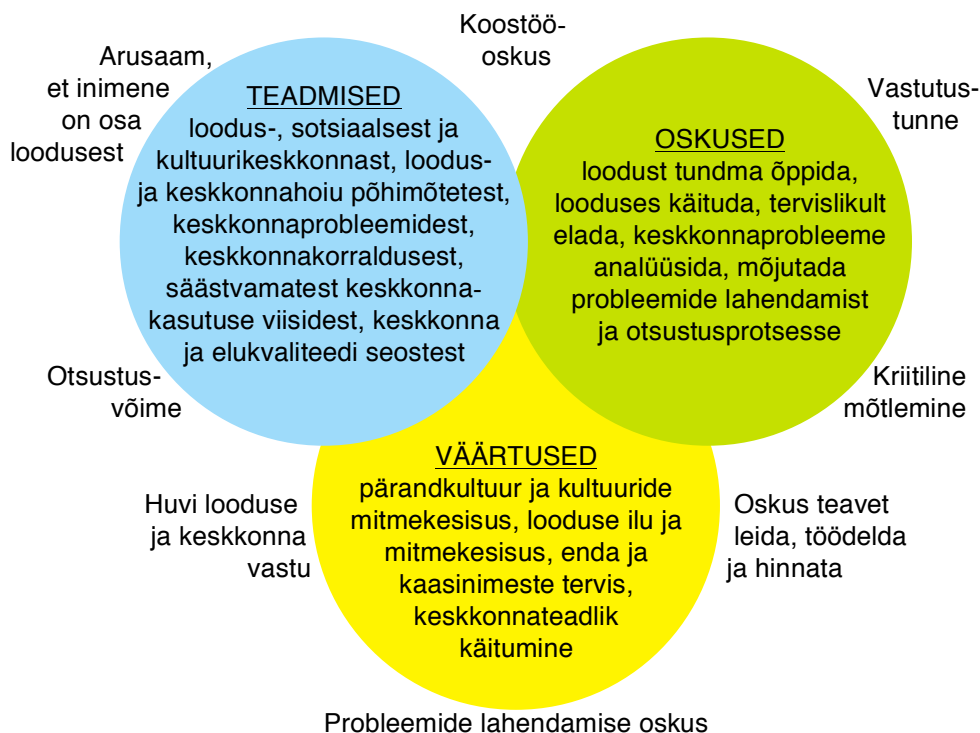 Koostöö-
oskus
Arusaam,
et inimene
on osa
loodusest
TEADMISED
loodus-, sotsiaalsest ja
kultuurikeskkonnast, loodus-
ja keskkonnahoiu põhimõtetest,
keskkonnaprobleemidest,
keskkonnakorraldusest,
säästvamatest keskkonna-
kasutuse viisidest, keskkonna
ja elukvaliteedi seostest
Vastutus-
tunne
OSKUSED
loodust tundma õppida,
looduses käituda, tervislikult
elada, keskkonnaprobleeme
analüüsida, mõjutada
probleemide lahendamist
ja otsustusprotsesse
Otsustus-
võime
Kriitiline
mõtlemine
VÄÄRTUSED
pärandkultuur ja kultuuride
mitmekesisus, looduse ilu ja
mitmekesisus, enda ja
kaasinimeste tervis,
keskkonnateadlik
käitumine
Huvi looduse
ja keskkonna
vastu
Oskus teavet
leida, töödelda
ja hinnata
Probleemide lahendamise oskus